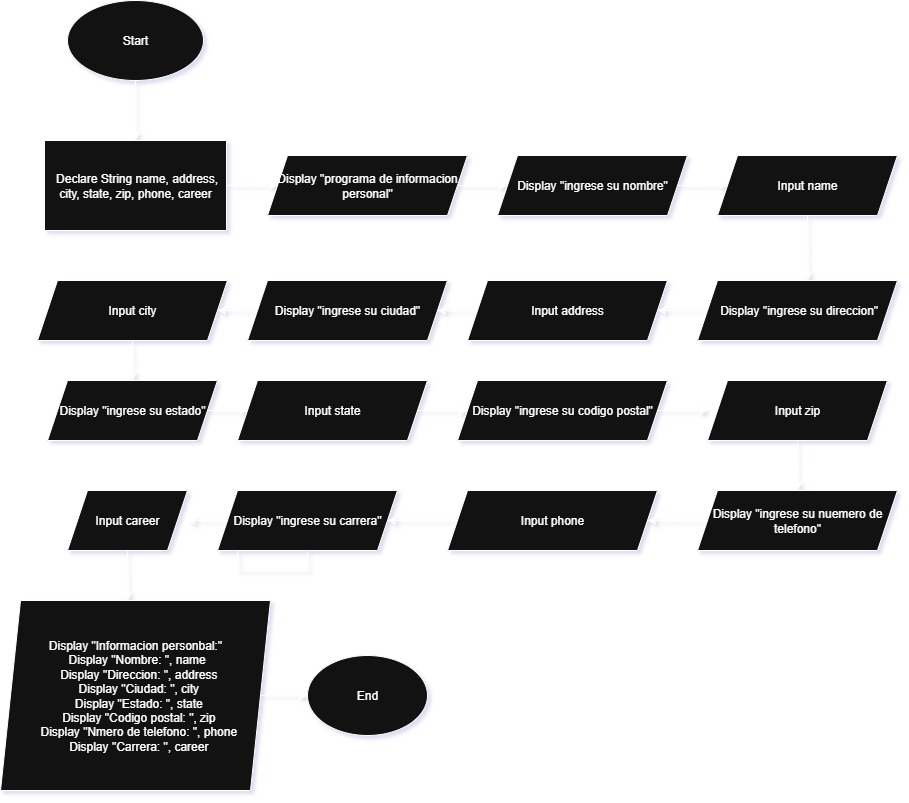 Start
Declare String name, address,
city, state, zip, phone, career
Display "programa de informacion
personal"
Display "ingrese su nombre"
Input name
Display "ingrese su direccion"
Input address
Display "ingrese su ciudad"
Input city
Display "ingrese su estado"
Input state
Display "ingrese su codigo postal"
Input zip
Display "ingrese su nuemero de
telefono"
Input phone
Display "ingrese su carrera"
Input career
Display "Informacion personbal:"
Display "Nombre: ", name
Display "Direccion: ", address
Display "Ciudad: ", city
Display "Estado: ", state
Display "Codigo postal: ", zip
Display "Nmero de telefono: ", phone
Display "Carrera: ", career
End